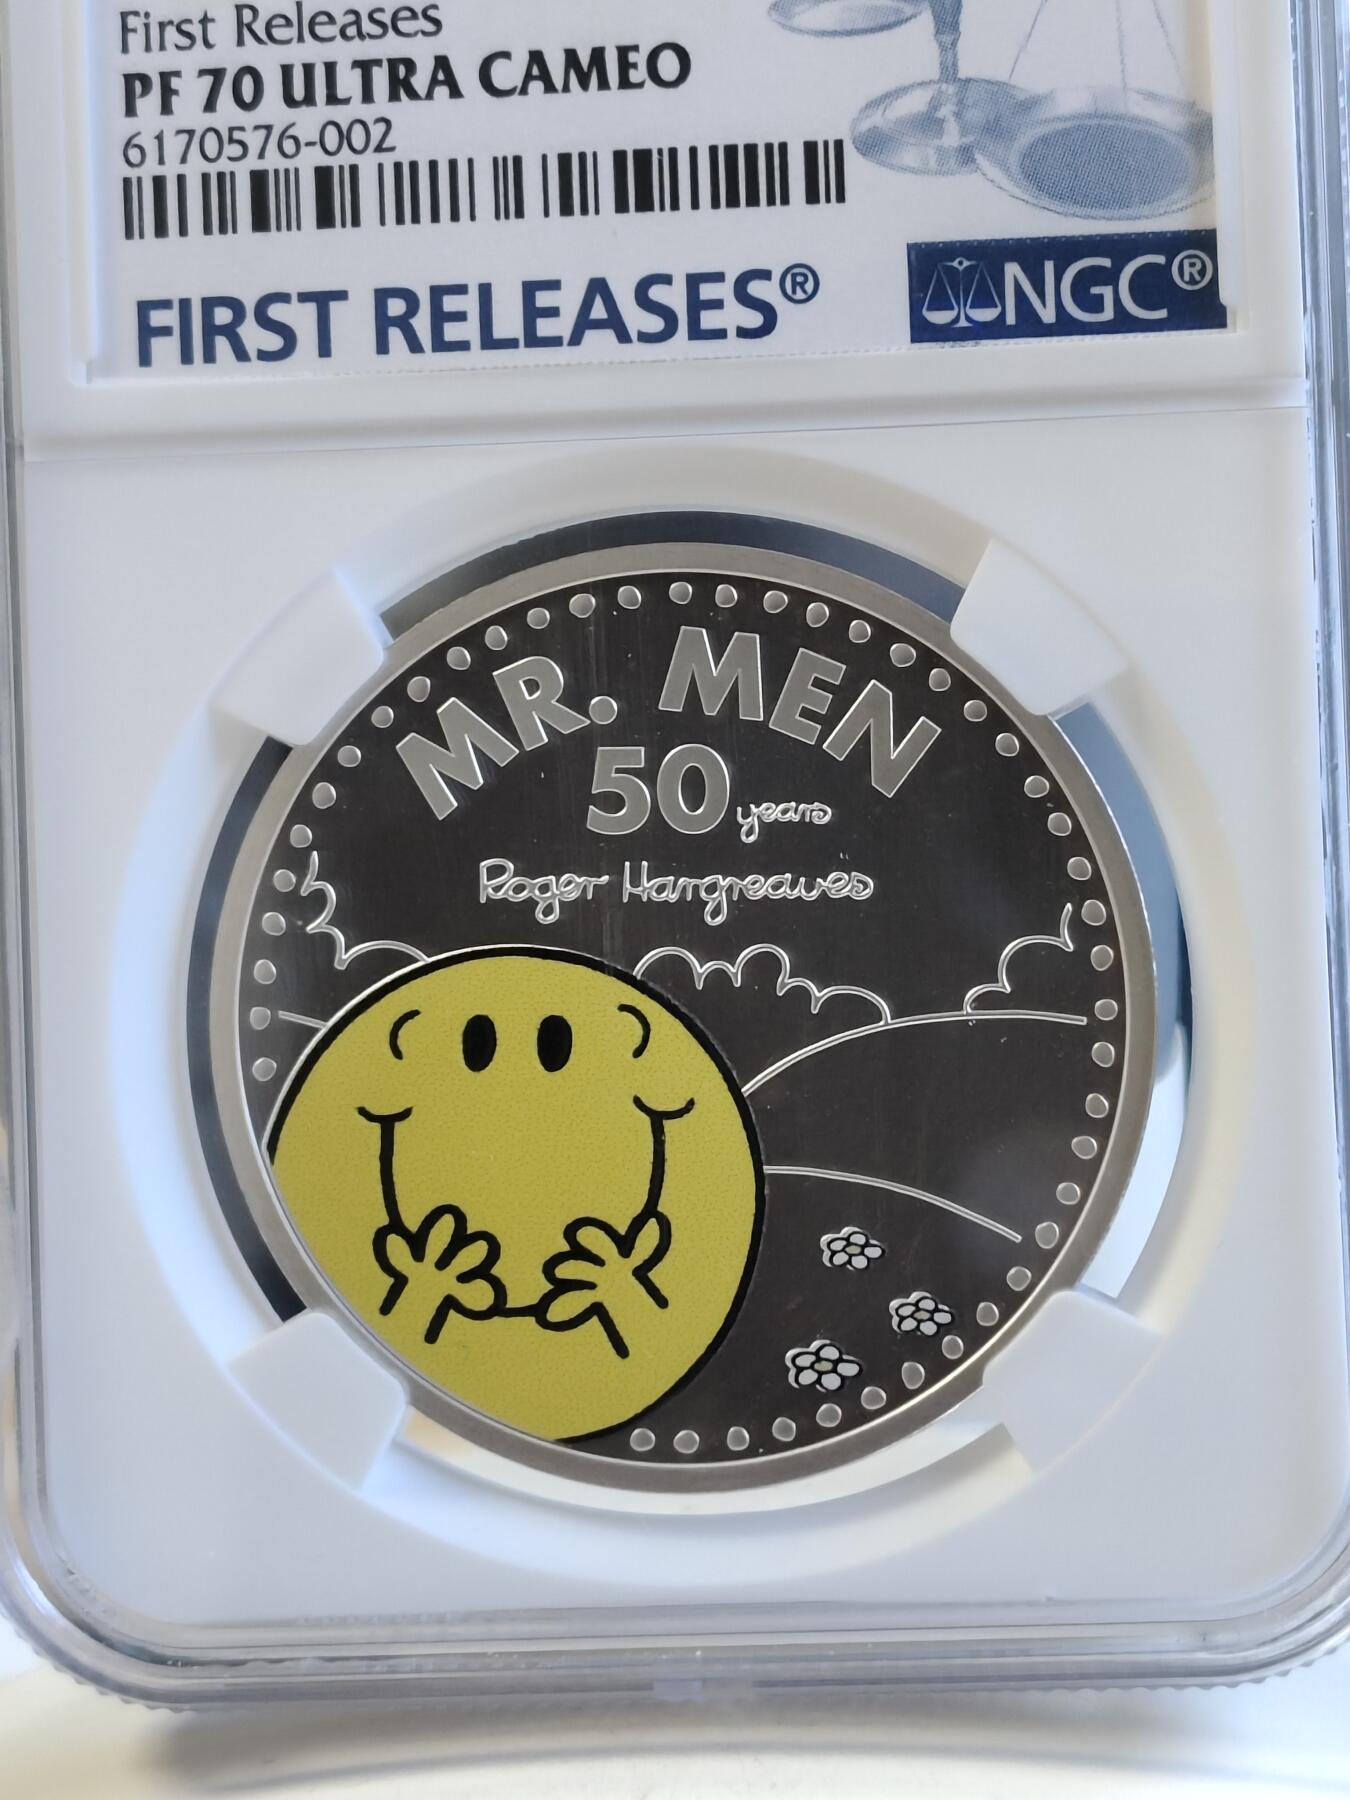 First Releases
PF 70 ULTRA CAMEO
6170576-002
FIRST RELEASES®
NGC®
MR. MEN
50 years
Roger Hargreaves